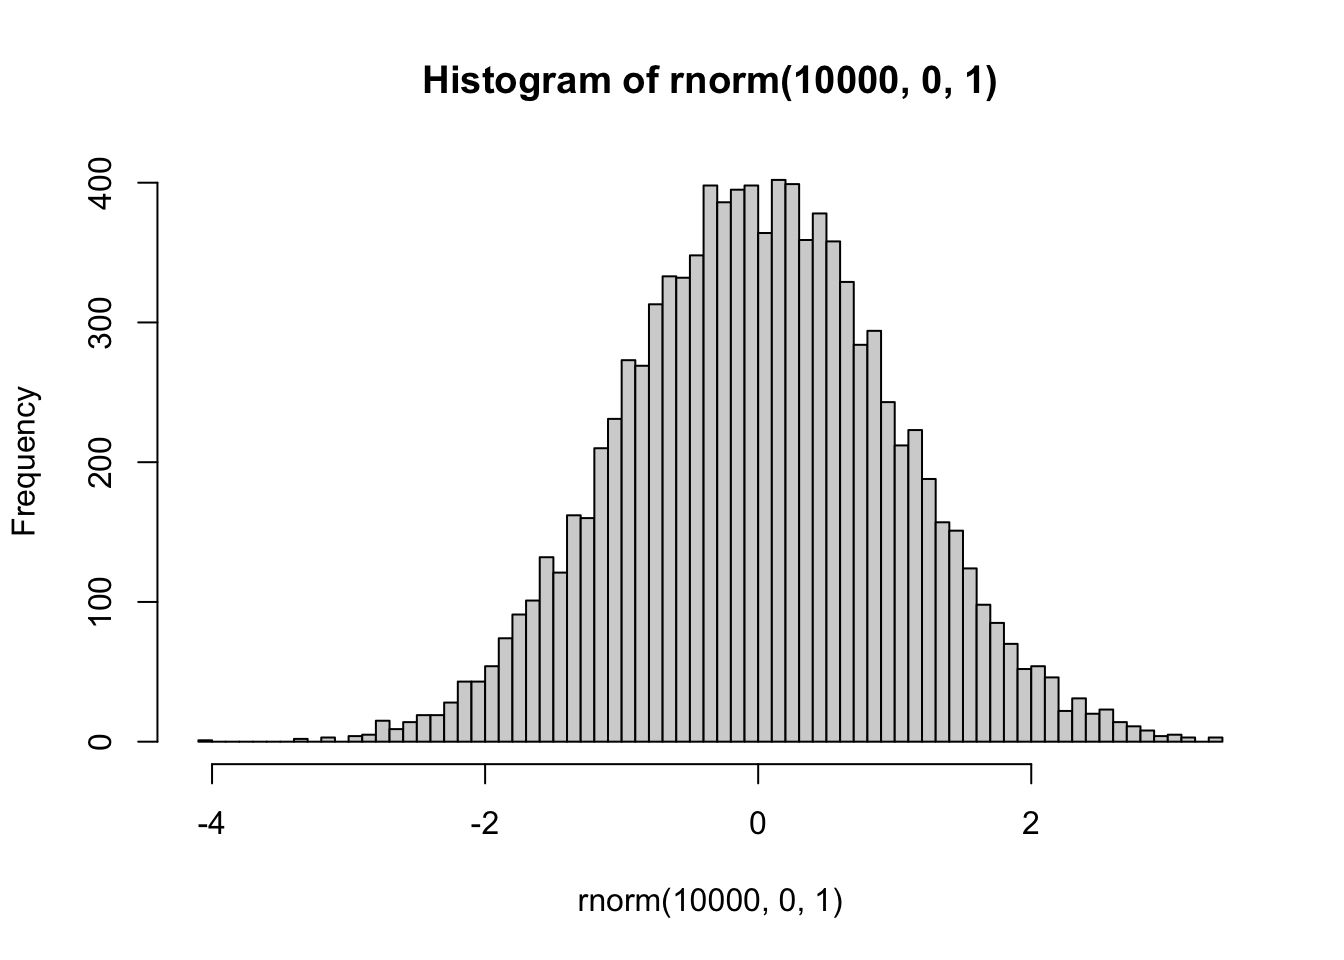 Histogram of rnorm(10000, 0, 1)
400
300
200
100
0
Frequency
-4 -2 0 2
rnorm(10000, 0, 1)